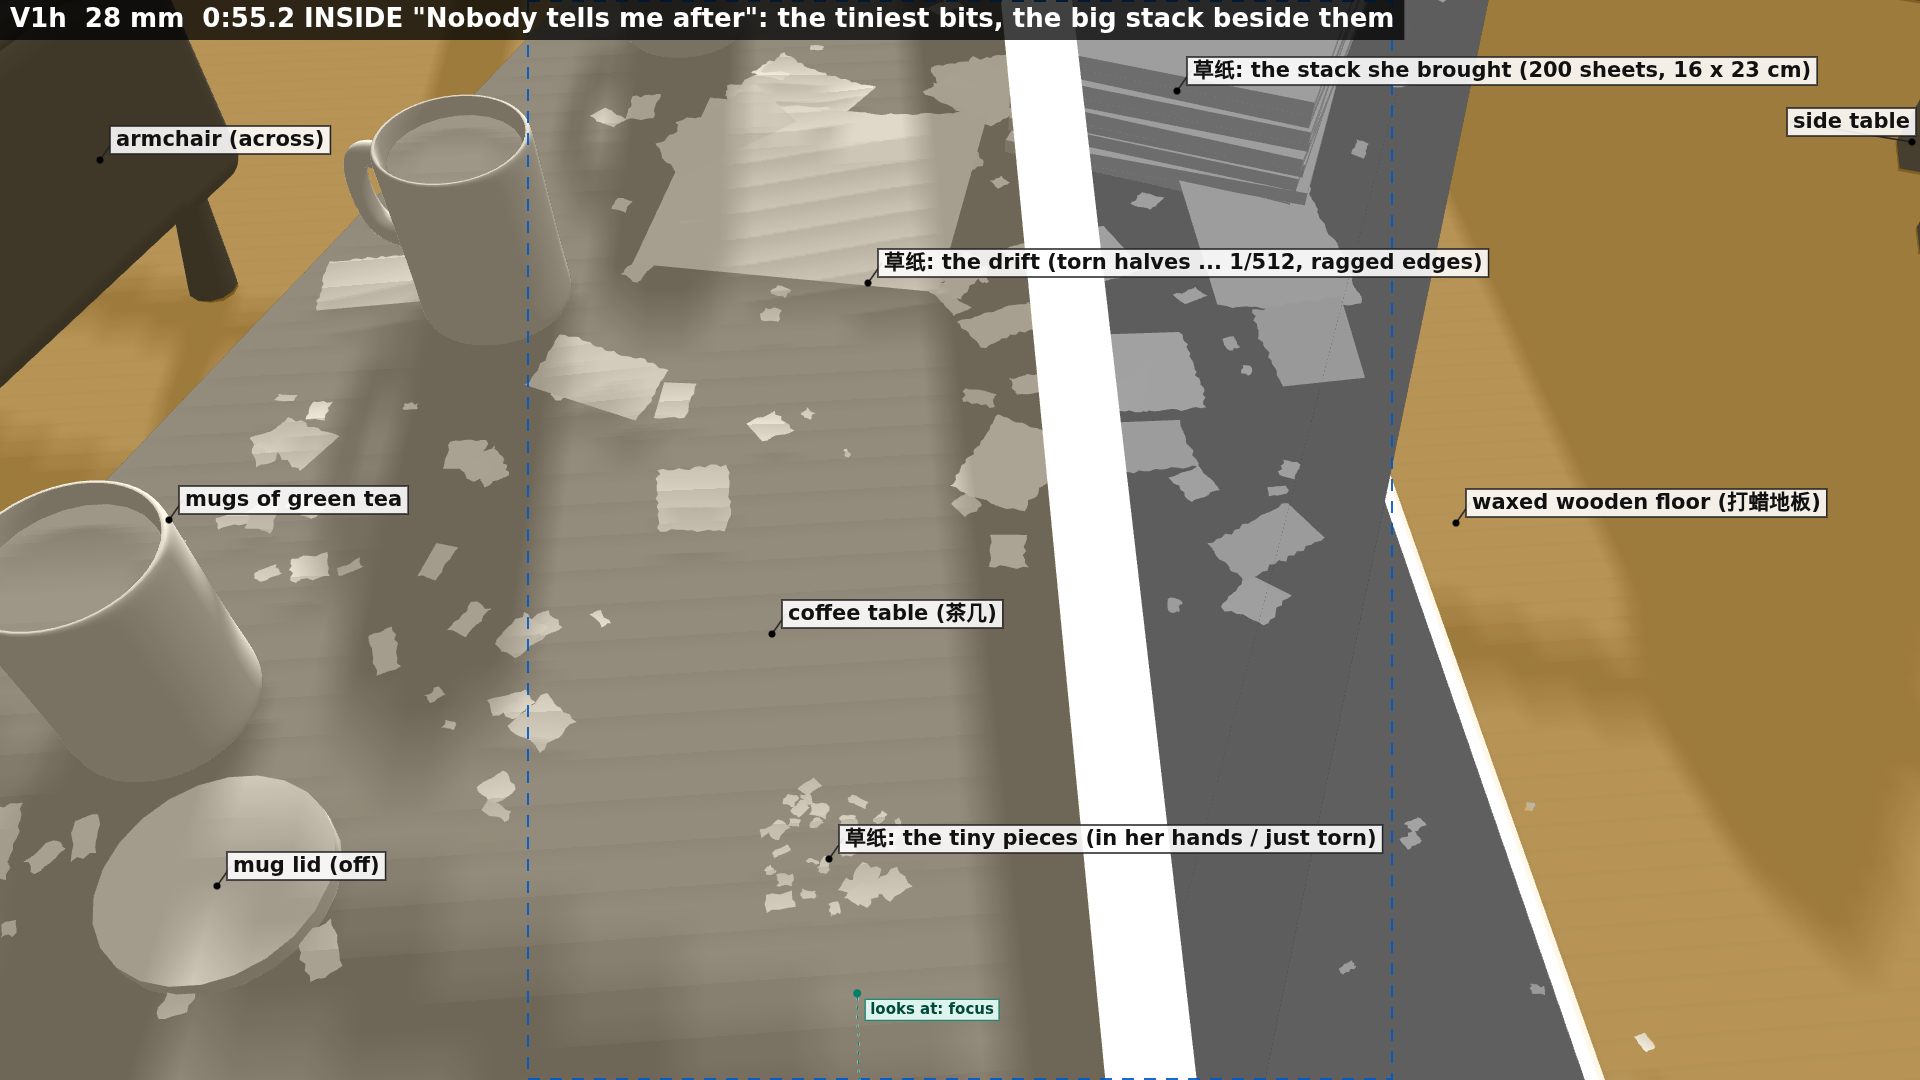 V1h  28 mm  0:55.2 INSIDE "Nobody tells me after": the tiniest bits, the big stack beside them
草纸: the stack she brought (200 sheets, 16 x 23 cm)
side table
armchair (across)
草纸: the drift (torn halves ... 1/512, ragged edges)
mugs of green tea
waxed wooden floor (打蜡地板)
coffee table (茶几)
草纸: the tiny pieces (in her hands / just torn)
mug lid (off)
looks at: focus